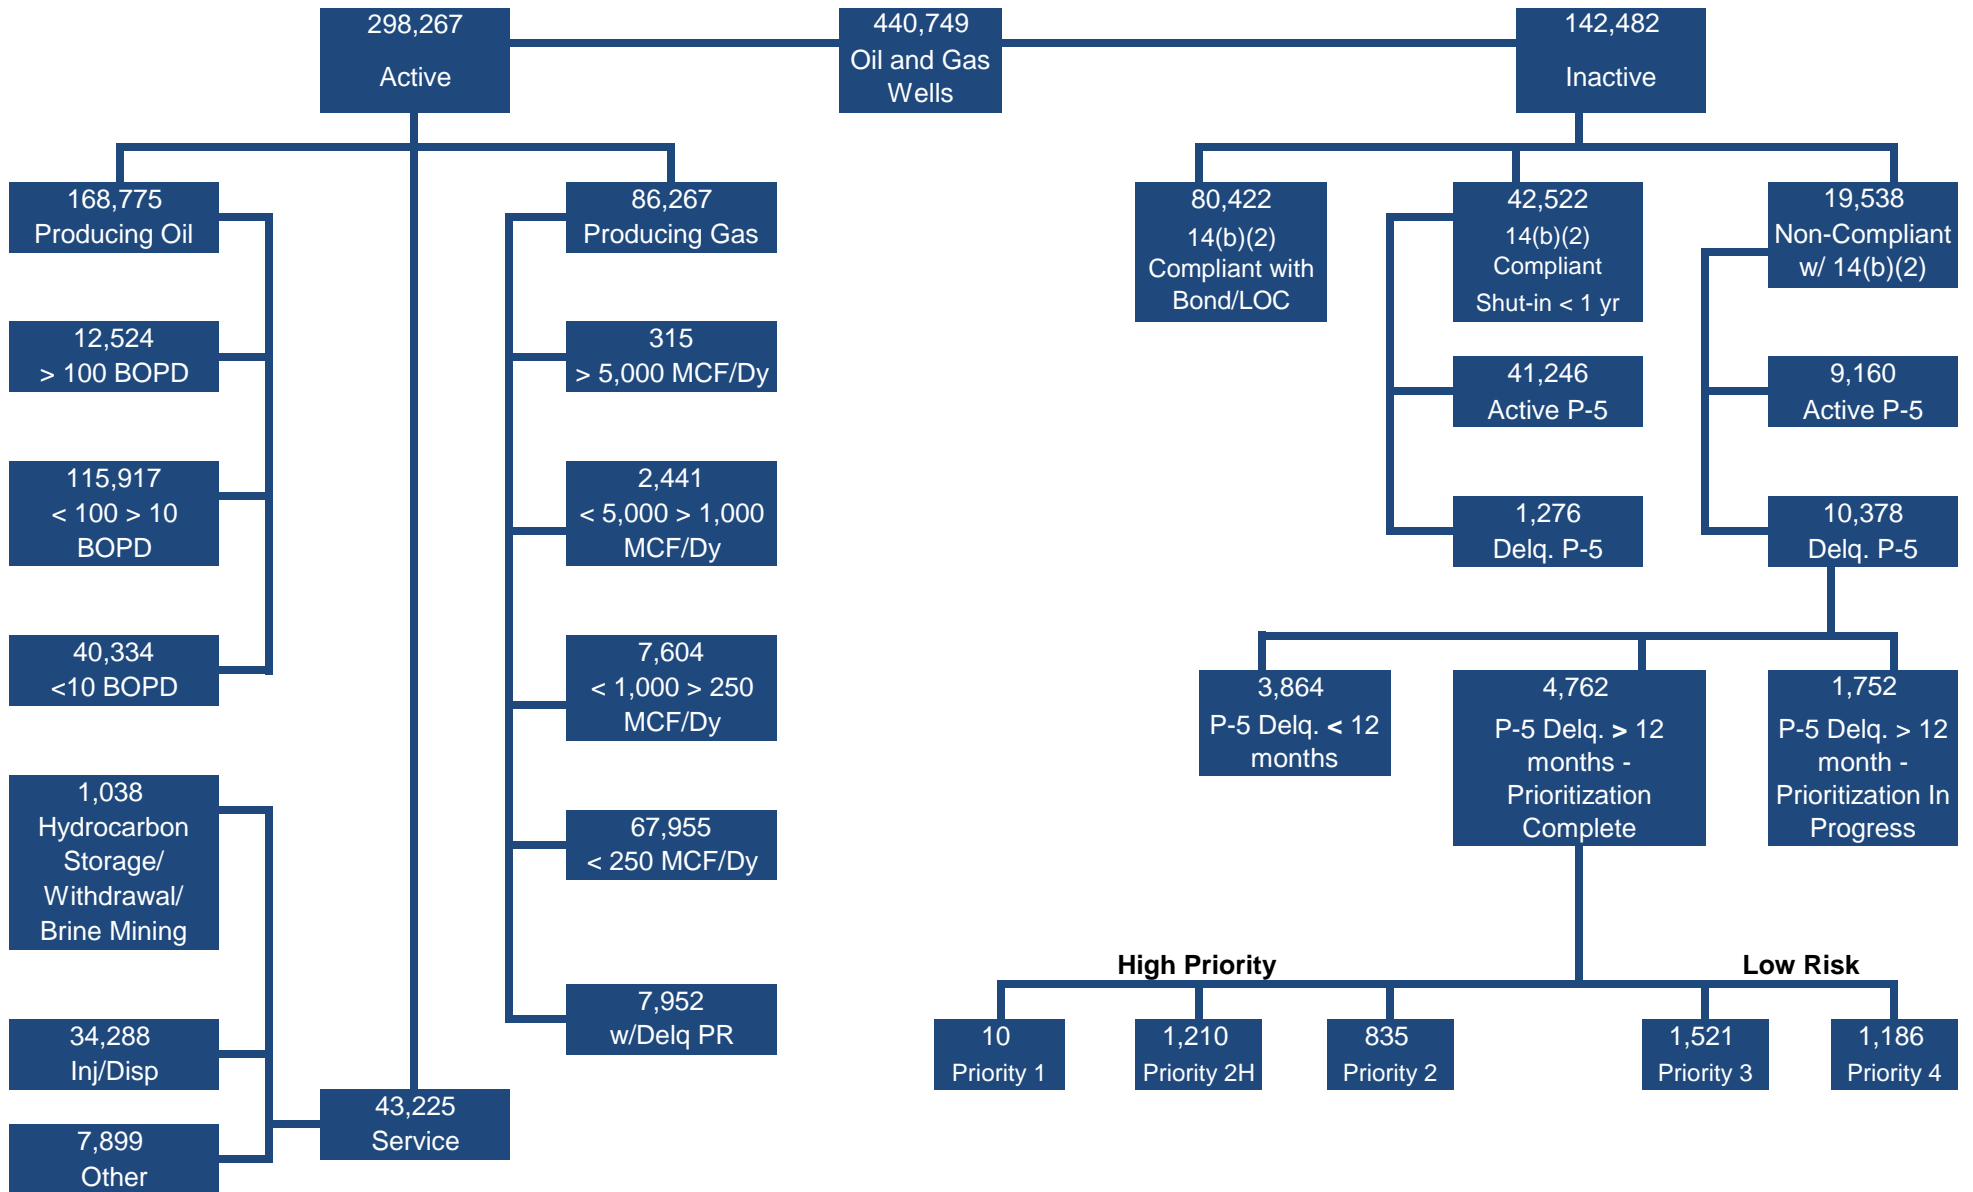 298,267
Active
440,749
Oil and Gas
Wells
142,482
Inactive
168,775
Producing Oil
12,524
> 100 BOPD
115,917
< 100 > 10
BOPD
40,334
<10 BOPD
86,267
Producing Gas
315
> 5,000 MCF/Dy
2,441
< 5,000 > 1,000
MCF/Dy
7,604
< 1,000 > 250
MCF/Dy
67,955
< 250 MCF/Dy
7,952
w/Delq PR
1,038
Hydrocarbon
Storage/
Withdrawal/
Brine Mining
34,288
Inj/Disp
7,899
Other
43,225
Service
80,422
14(b)(2)
Compliant with
Bond/LOC
42,522
14(b)(2)
Compliant
Shut-in < 1 yr
41,246
Active P-5
1,276
Delq. P-5
19,538
Non-Compliant
w/ 14(b)(2)
9,160
Active P-5
10,378
Delq. P-5
3,864
P-5 Delq. < 12
months
4,762
P-5 Delq. > 12
months -
Prioritization
Complete
1,752
P-5 Delq. > 12
month -
Prioritization In
Progress
High Priority
Low Risk
10
Priority 1
1,210
Priority 2H
835
Priority 2
1,521
Priority 3
1,186
Priority 4